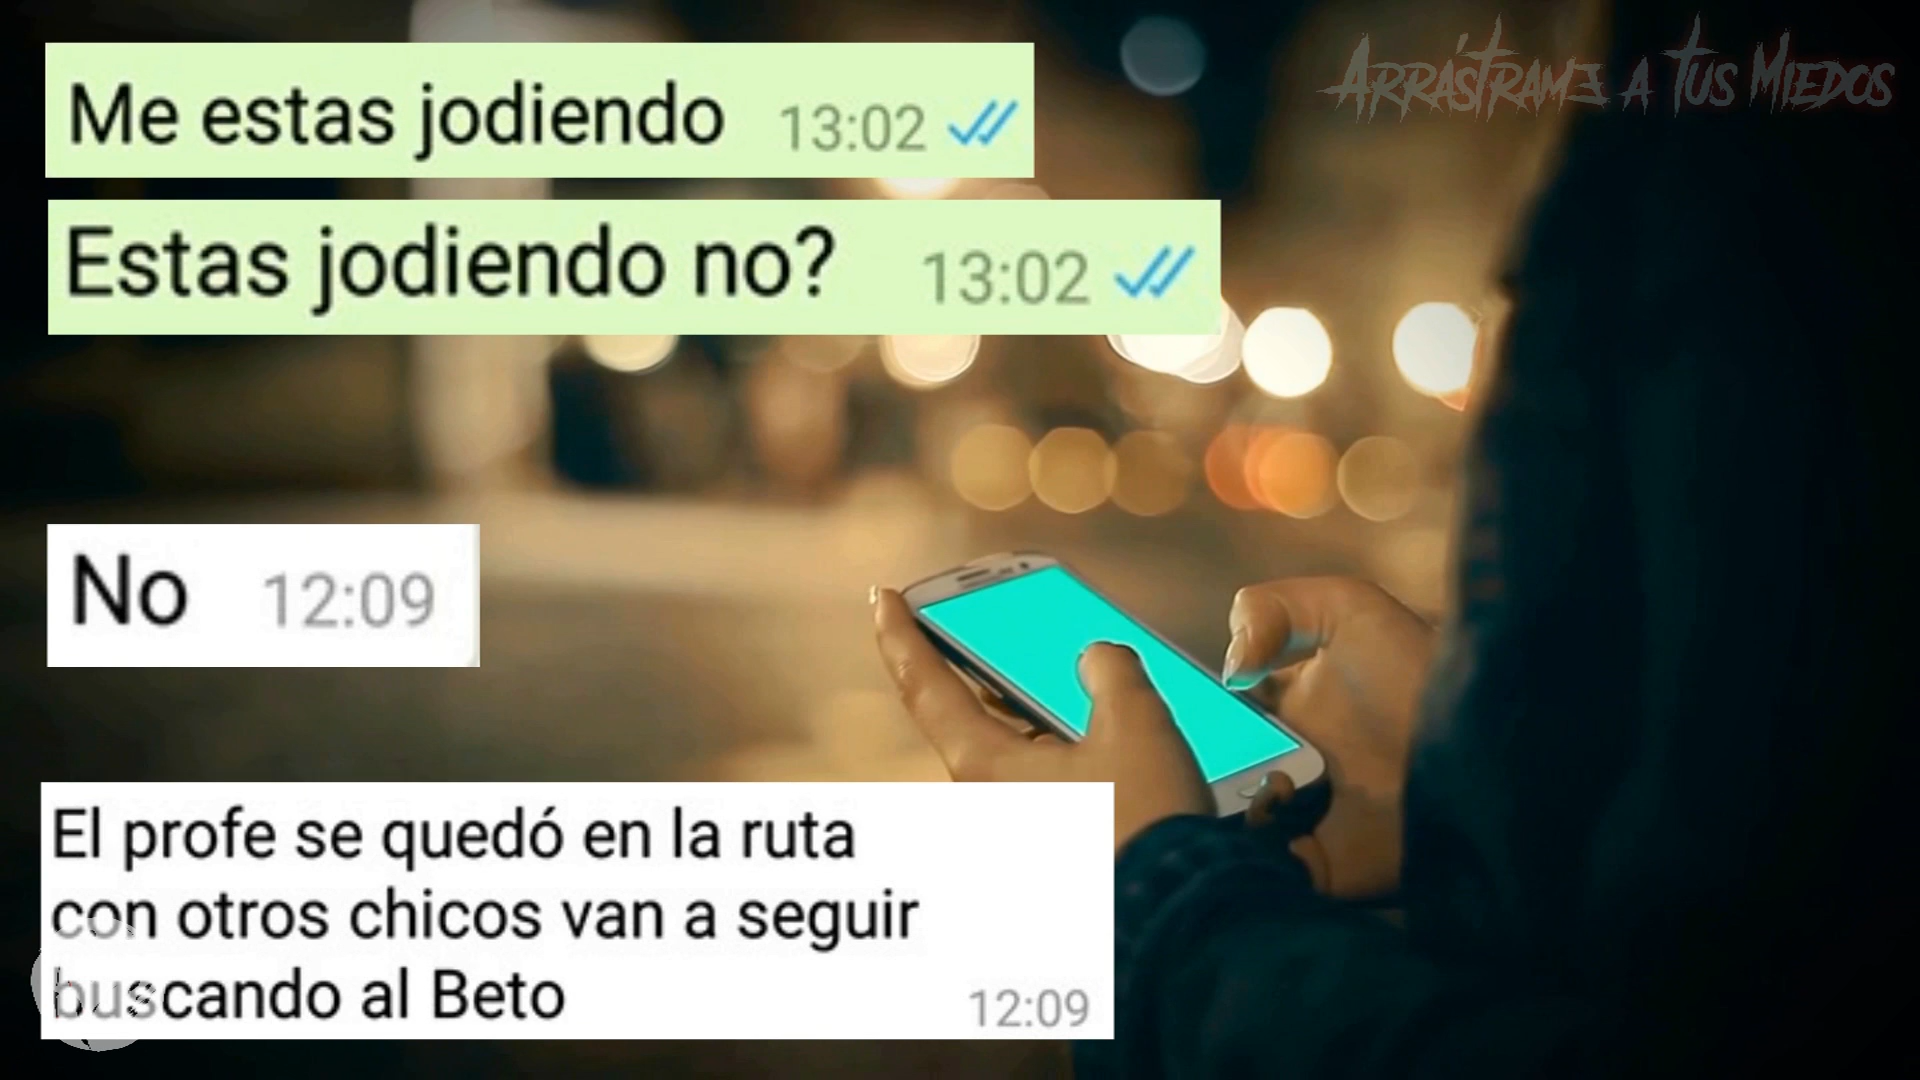 ARRÁSTRAME A TUS MIEDOS
Me estas jodiendo 13:02
Estas jodiendo no? 13:02
No 12:09
El profe se quedó en la ruta
con otros chicos van a seguir
buscando al Beto
12:09